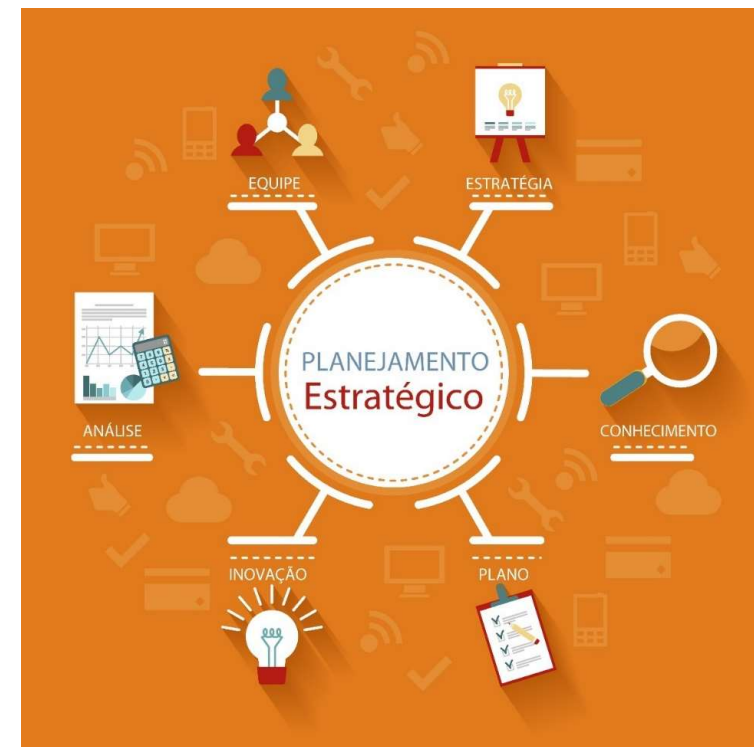 EQUIPE
ESTRATÉGIA
PLANEJAMENTO
Estratégico
ANÁLISE
CONHECIMENTO
INOVAÇÃO
PLANO